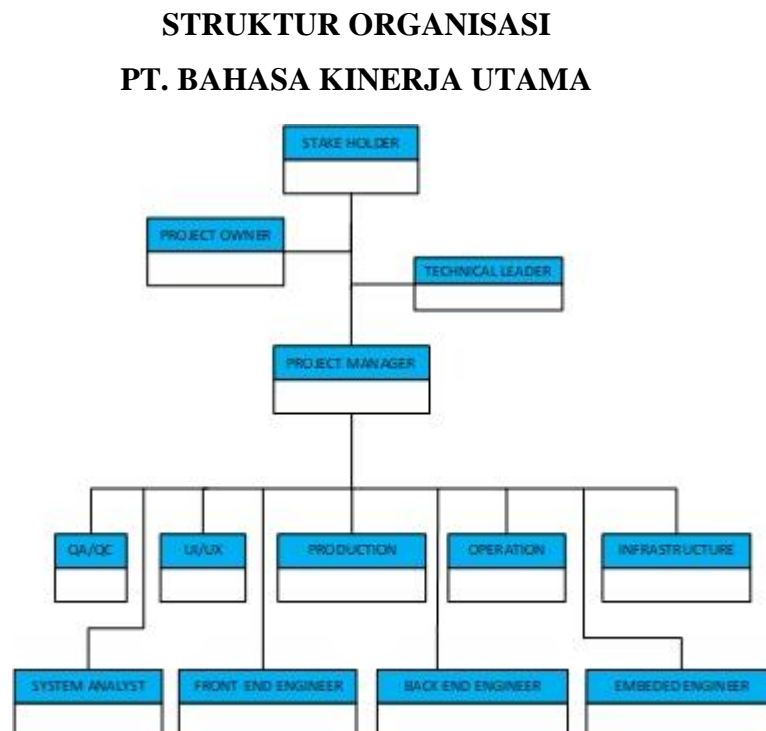 STRUKTUR ORGANISASI
PT. BAHASA KINERJA UTAMA
STAKE HOLDER
PROJECT OWNER
TECHNICAL LEADER
PROJECT MANAGER
QA/QC
UI/UX
PRODUCTION
OPERATION
INFRASTRUCTURE
SYSTEM ANALYST
FRONT END ENGINEER
BACK END ENGINEER
EMBEDED ENGINEER